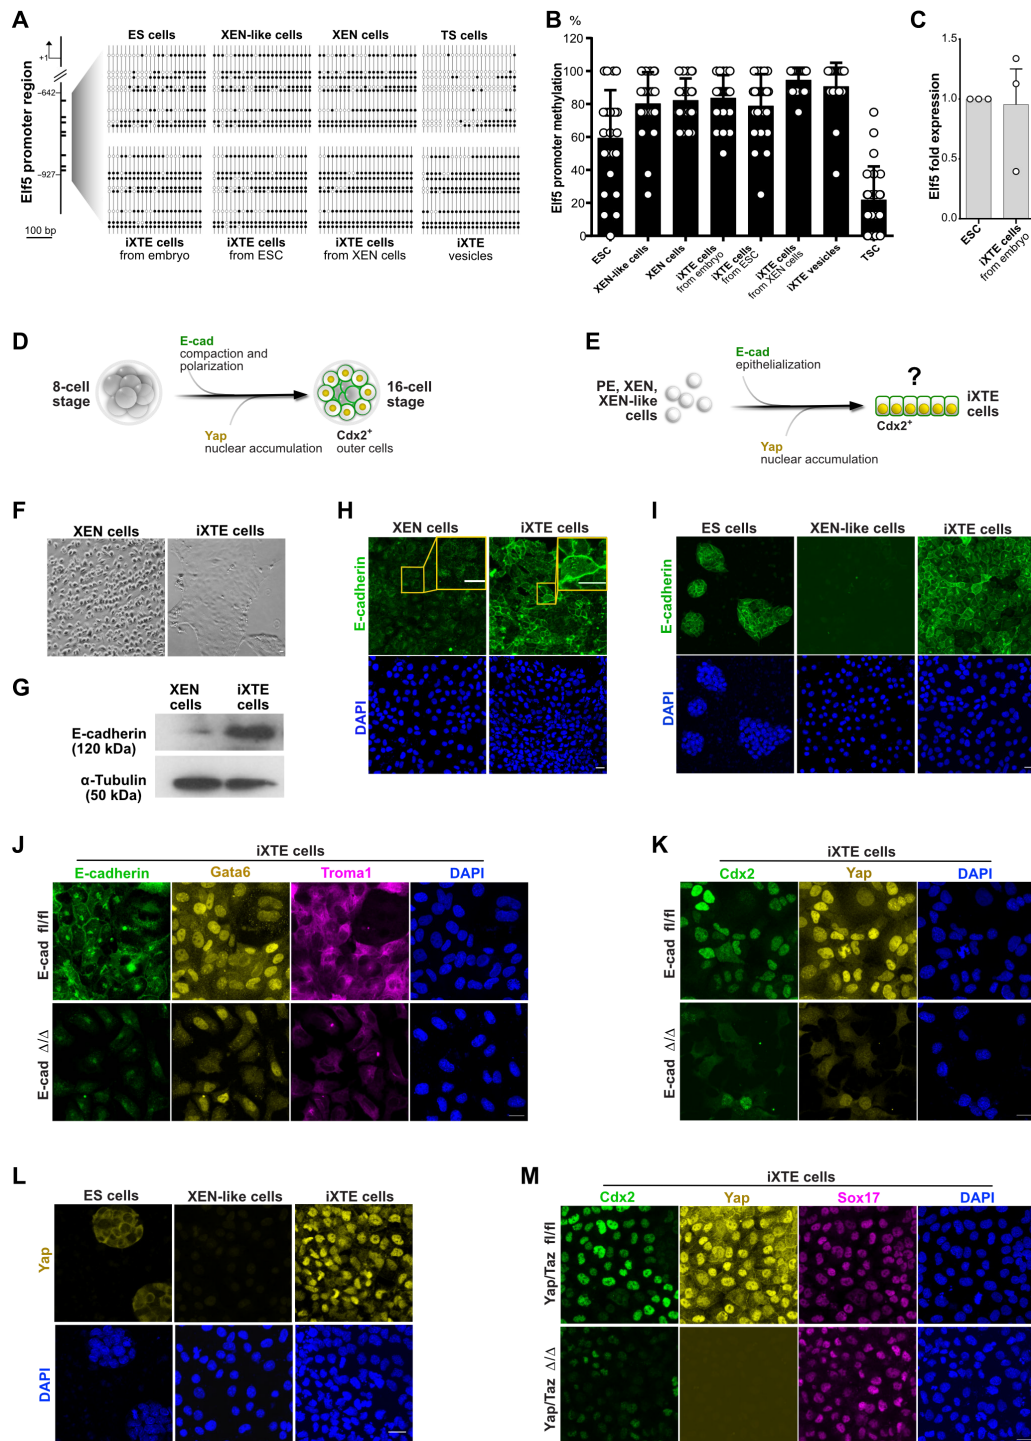 A
ES cells
XEN-like cells
XEN cells
TS cells
Elf5 promoter region
+1
−642
−927
100 bp
iXTE cells
from embryo
iXTE cells
from ESC
iXTE cells
from XEN cells
iXTE
vesicles
B
%
Elf5 promoter methylation
120
100
80
60
40
20
0
ESC
XEN-like cells
XEN cells
iXTE cells
from embryo
iXTE cells
from ESC
iXTE cells
from XEN cells
iXTE vesicles
TSC
C
Elf5 fold expression
1.5
1.0
0.5
0.0
ESC
iXTE cells
from embryo
D
8-cell
stage
E-cad
compaction and
polarization
Yap
nuclear accumulation
16-cell
stage
Cdx2+
outer cells
E
PE, XEN,
XEN-like
cells
E-cad
epithelialization
Yap
nuclear accumulation
?
iXTE
cells
Cdx2+
F
XEN cells
iXTE cells
G
XEN
cells
iXTE
cells
E-cadherin
(120 kDa)
α-Tubulin
(50 kDa)
H
XEN cells
iXTE cells
E-cadherin
DAPI
I
ES cells
XEN-like cells
iXTE cells
E-cadherin
DAPI
J
iXTE cells
E-cadherin
Gata6
Troma1
DAPI
E-cad fl/fl
E-cad Δ/Δ
K
iXTE cells
Cdx2
Yap
DAPI
E-cad fl/fl
E-cad Δ/Δ
L
ES cells
XEN-like cells
iXTE cells
Yap
DAPI
M
iXTE cells
Cdx2
Yap
Sox17
DAPI
Yap/Taz fl/fl
Yap/Taz Δ/Δ